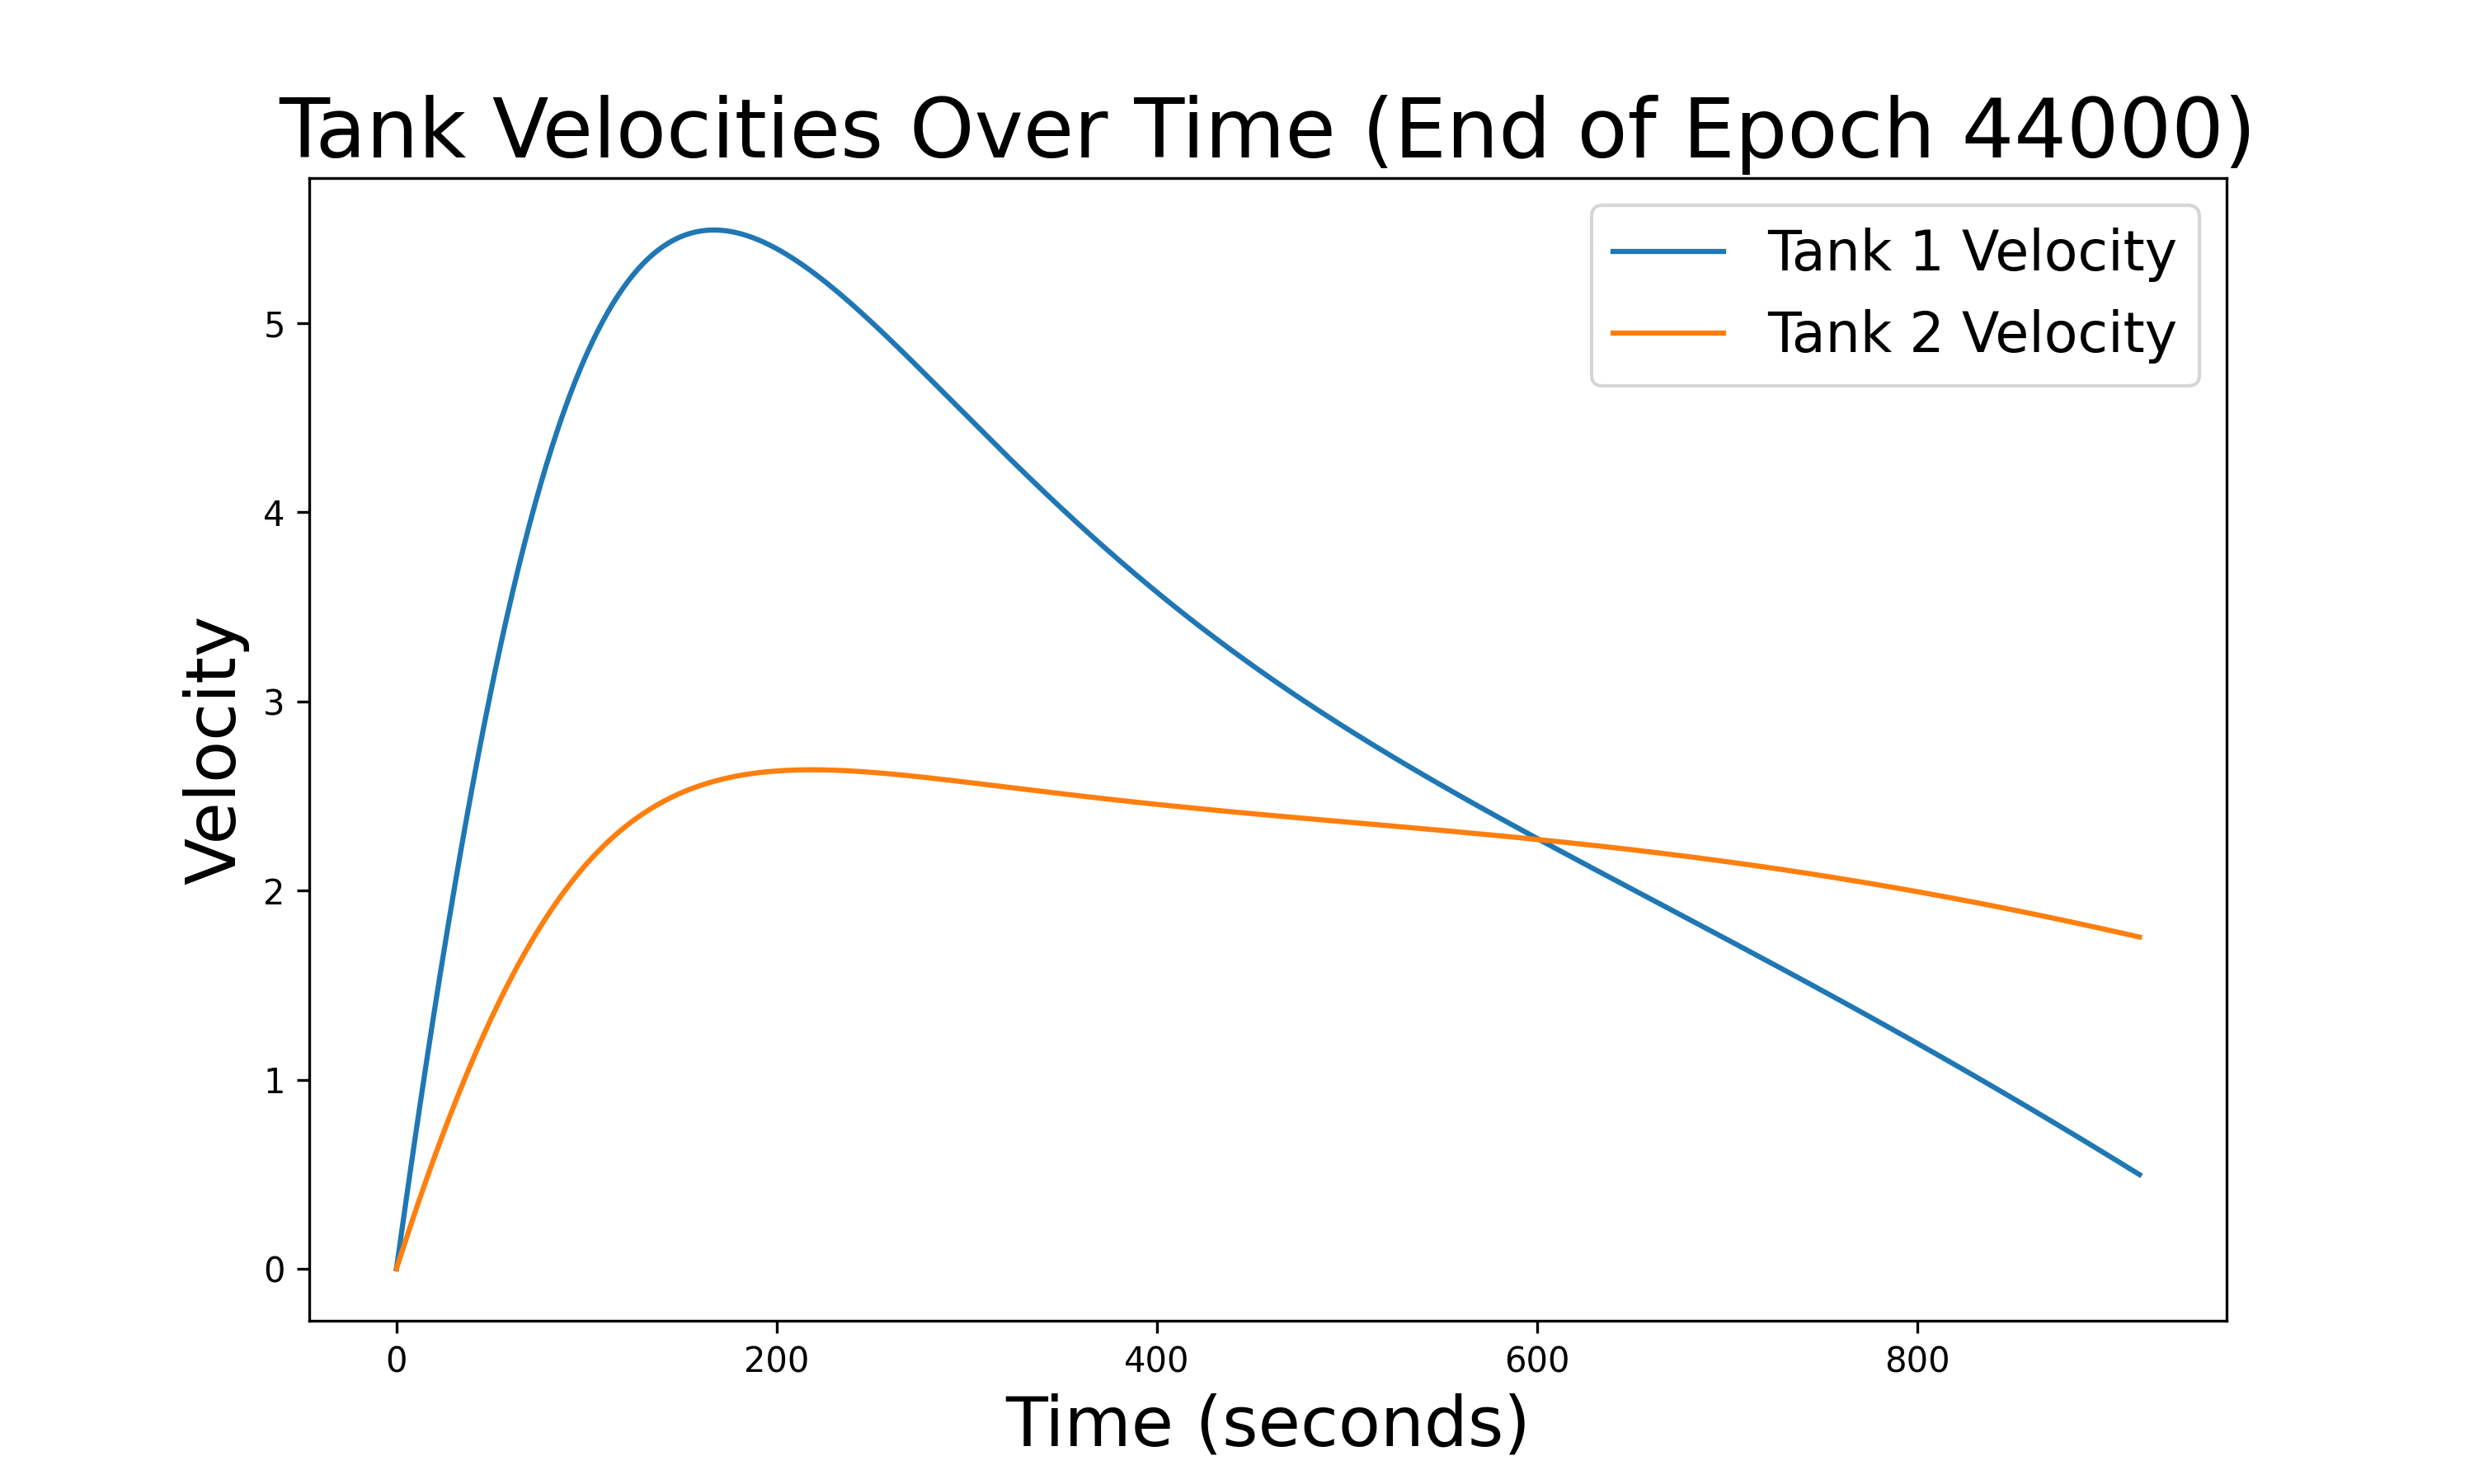 Tank Velocities Over Time (End of Epoch 44000)
Tank 1 Velocity
Tank 2 Velocity
Velocity
5
4
3
2
1
0
0 200 400 600 800
Time (seconds)